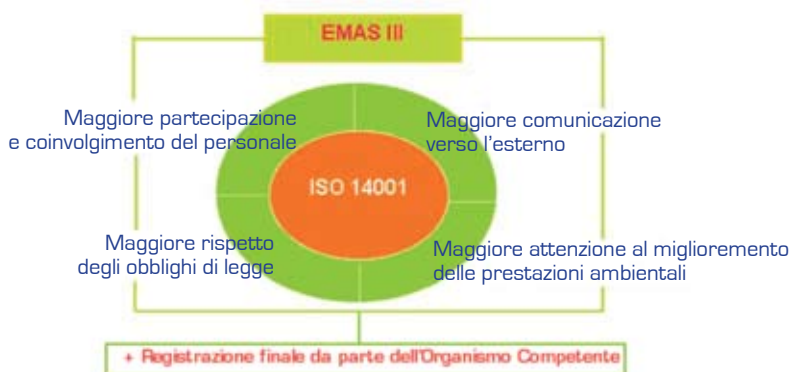 EMAS III
Maggiore partecipazione
e coinvolgimento del personale
Maggiore comunicazione
verso l'esterno
ISO 14001
Maggiore rispetto
degli obblighi di legge
Maggiore attenzione al miglioremento
delle prestazioni ambientali
+ Registrazione finale da parte dell'Organismo Competente